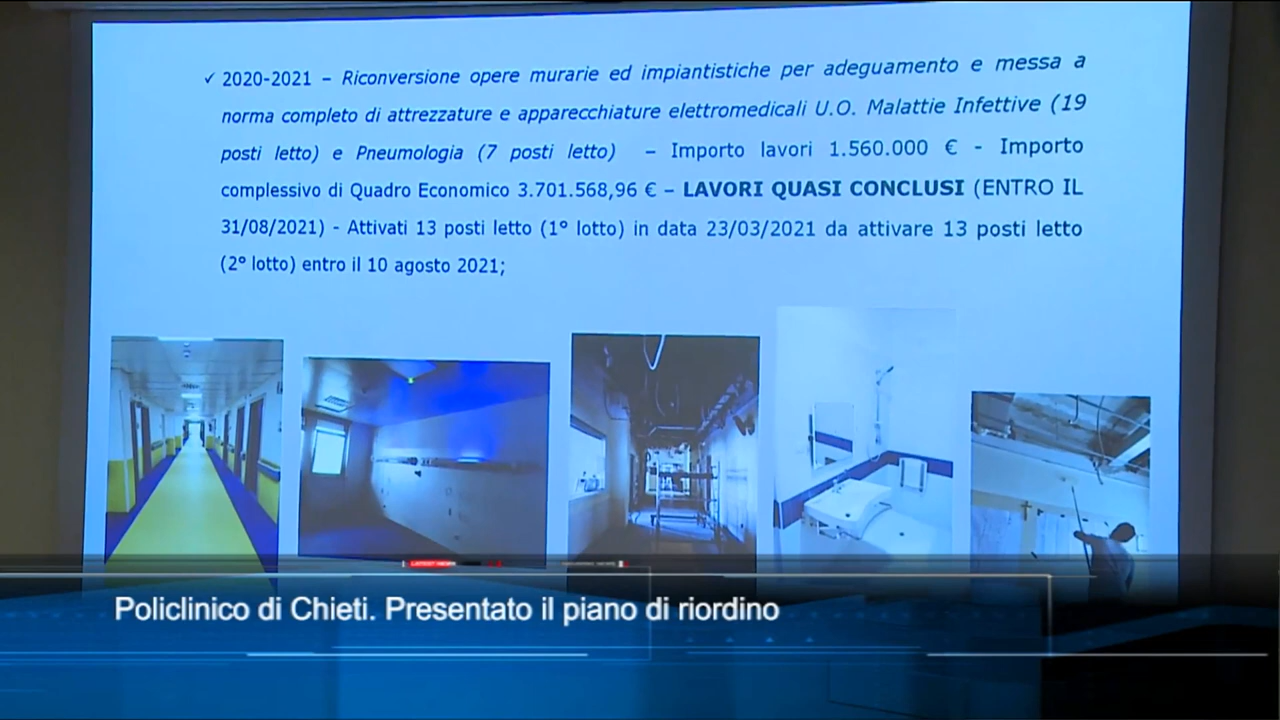 ✓ 2020-2021 – Riconversione opere murarie ed impiantistiche per adeguamento e messa a
norma completo di attrezzature e apparecchiature elettromedicali U.O. Malattie Infettive (19
posti letto) e Pneumologia (7 posti letto) – Importo lavori 1.560.000 € - Importo
complessivo di Quadro Economico 3.701.568,96 € – LAVORI QUASI CONCLUSI (ENTRO IL
31/08/2021) - Attivati 13 posti letto (1° lotto) in data 23/03/2021 da attivare 13 posti letto
(2° lotto) entro il 10 agosto 2021;
LATEST NEWS
Policlinico di Chieti. Presentato il piano di riordino